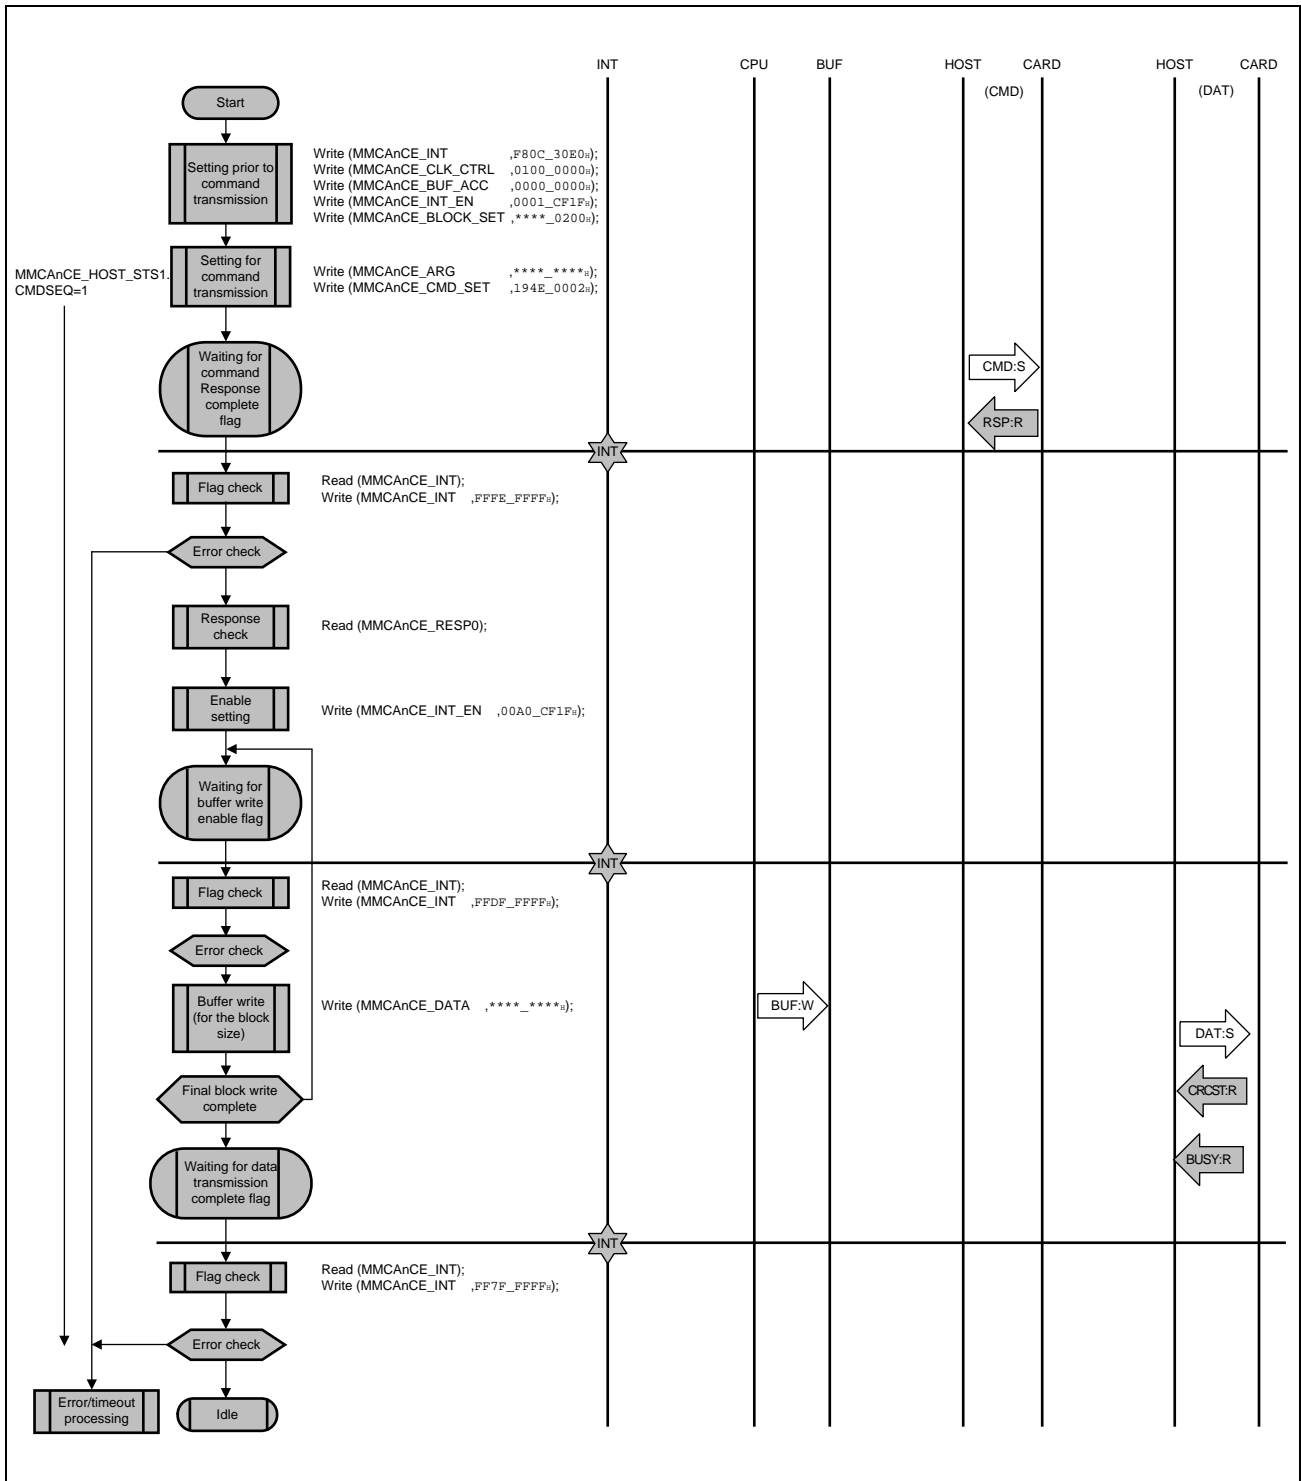 INT CPU BUF HOST CARD HOST CARD
(CMD) (DAT)
Start
Setting prior to
command
transmission
Write (MMCAnCE_INT ,F80C_30E0H);
Write (MMCAnCE_CLK_CTRL ,0100_0000H);
Write (MMCAnCE_BUF_ACC ,0000_0000H);
Write (MMCAnCE_INT_EN ,0001_CF1FH);
Write (MMCAnCE_BLOCK_SET ,****_0200H);
MMCAnCE_HOST_STS1.
CMDSEQ=1
Setting for
command
transmission
Write (MMCAnCE_ARG ,****_****H);
Write (MMCAnCE_CMD_SET ,194E_0002H);
Waiting for
command
Response
complete
flag
CMD:S
RSP:R
INT
Flag check
Read (MMCAnCE_INT);
Write (MMCAnCE_INT ,FFFE_FFFFH);
Error check
Response
check
Read (MMCAnCE_RESP0);
Enable
setting
Write (MMCAnCE_INT_EN ,00A0_CF1FH);
Waiting for
buffer write
enable flag
INT
Flag check
Read (MMCAnCE_INT);
Write (MMCAnCE_INT ,FFDF_FFFFH);
Error check
Buffer write
(for the block
size)
Write (MMCAnCE_DATA ,****_****H);
BUF:W
DAT:S
Final block write
complete
CRCST:R
Waiting for data
transmission
complete flag
BUSY:R
INT
Flag check
Read (MMCAnCE_INT);
Write (MMCAnCE_INT ,FF7F_FFFFH);
Error check
Error/timeout
processing
Idle